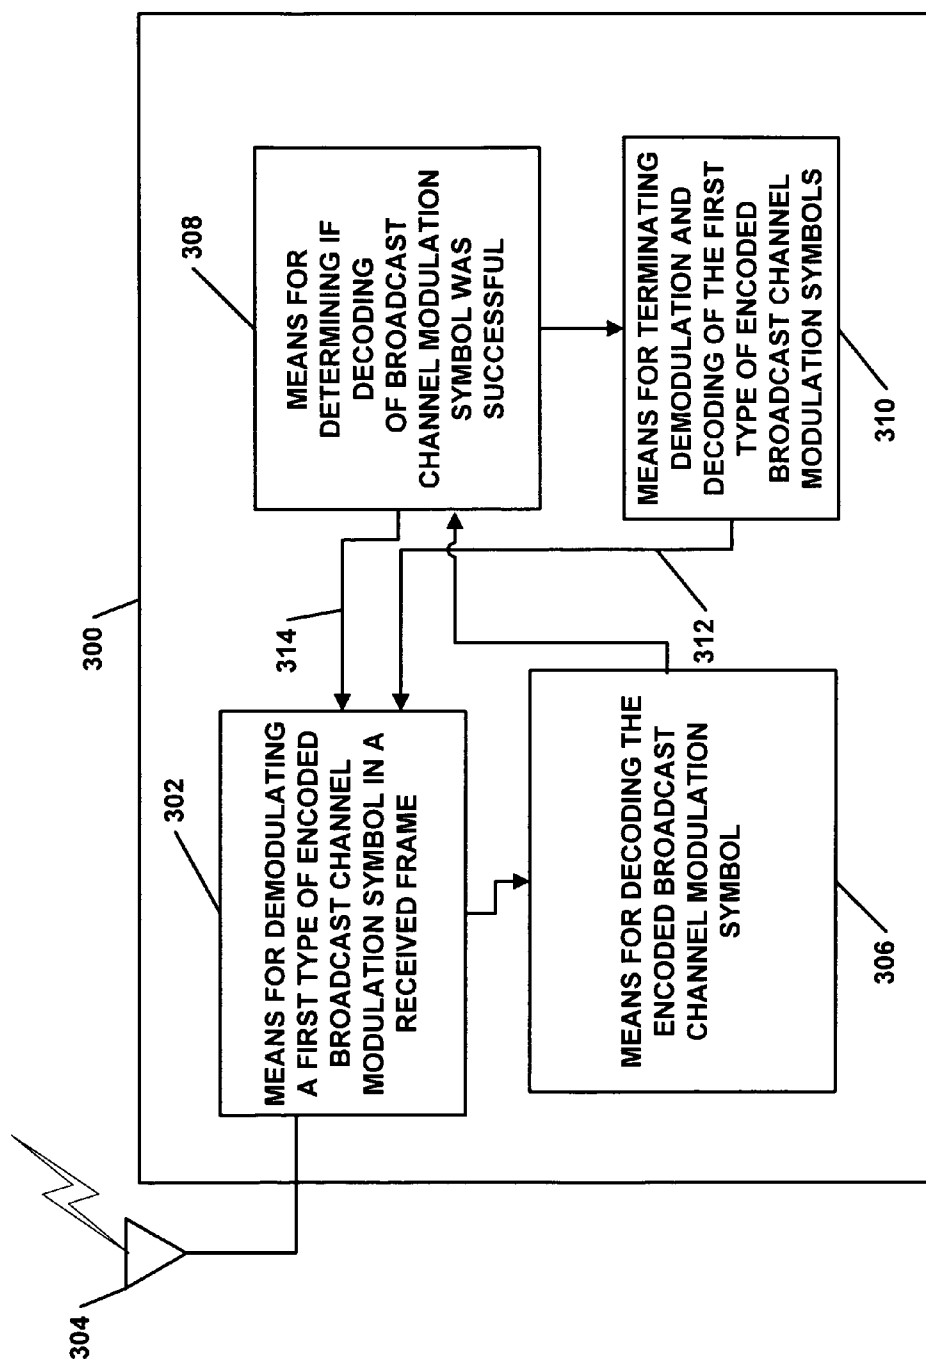 300
304
302
MEANS FOR DEMODULATING
A FIRST TYPE OF ENCODED
BROADCAST CHANNEL
MODULATION SYMBOL IN A
RECEIVED FRAME
314
308
MEANS FOR
DETERMINING IF
DECODING
OF BROADCAST
CHANNEL MODULATION
SYMBOL WAS
SUCCESSFUL
MEANS FOR DECODING THE
ENCODED BROADCAST
CHANNEL MODULATION
SYMBOL
306
312
MEANS FOR TERMINATING
DEMODULATION AND
DECODING OF THE FIRST
TYPE OF ENCODED
BROADCAST CHANNEL
MODULATION SYMBOLS
310